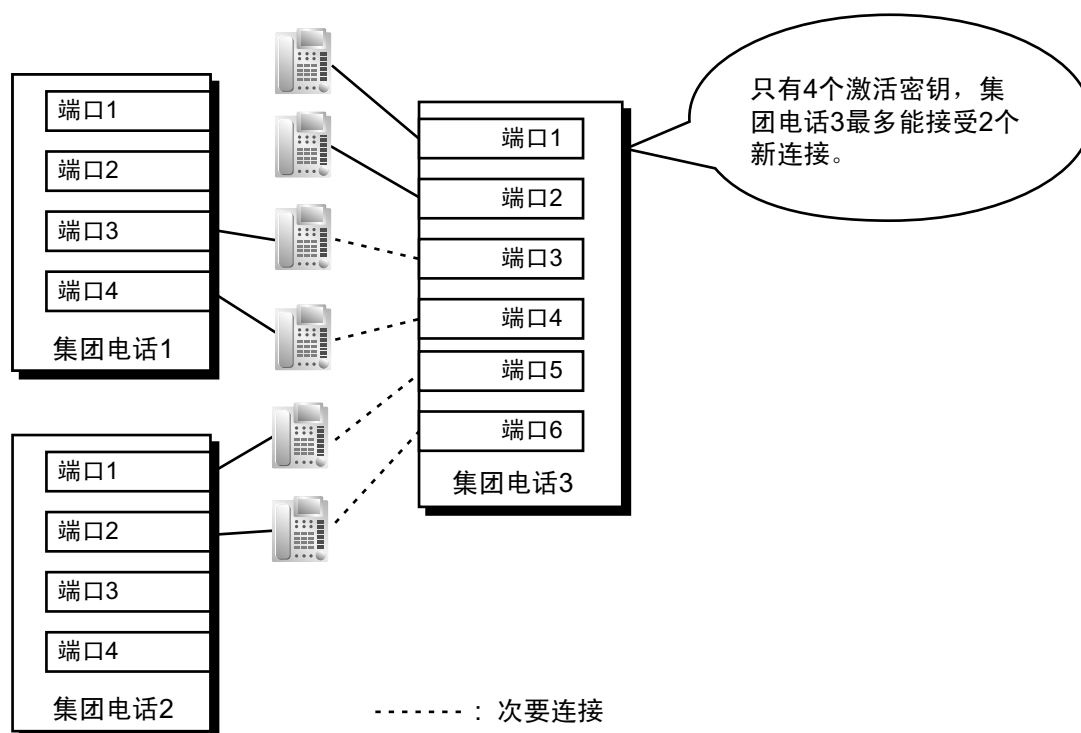 端口1
端口2
端口3
端口4
集团电话1
端口1
端口2
端口3
端口4
集团电话2
端口1
端口2
端口3
端口4
端口5
端口6
集团电话3
只有4个激活密钥，集
团电话3最多能接受2个
新连接。
------- : 次要连接